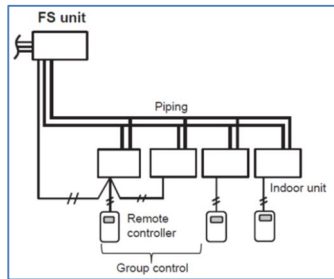 FS unit
Piping
Indoor unit
Remote
controller
Group control